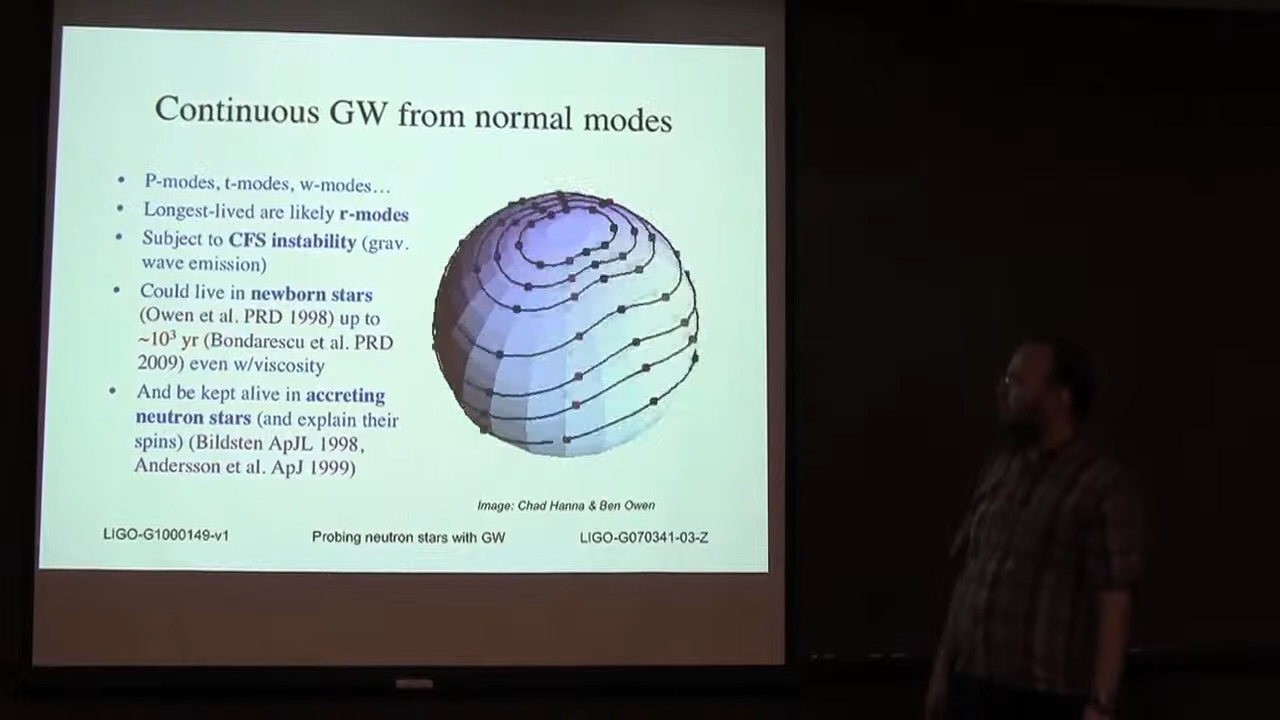 Continuous GW from normal modes
• P-modes, t-modes, w-modes…
• Longest-lived are likely r-modes
• Subject to CFS instability (grav.
wave emission)
• Could live in newborn stars
(Owen et al. PRD 1998) up to
~10³ yr (Bondarescu et al. PRD
2009) even w/viscosity
• And be kept alive in accreting
neutron stars (and explain their
spins) (Bildsten ApJL 1998,
Andersson et al. ApJ 1999)
Image: Chad Hanna & Ben Owen
LIGO-G1000149-v1
Probing neutron stars with GW
LIGO-G070341-03-Z